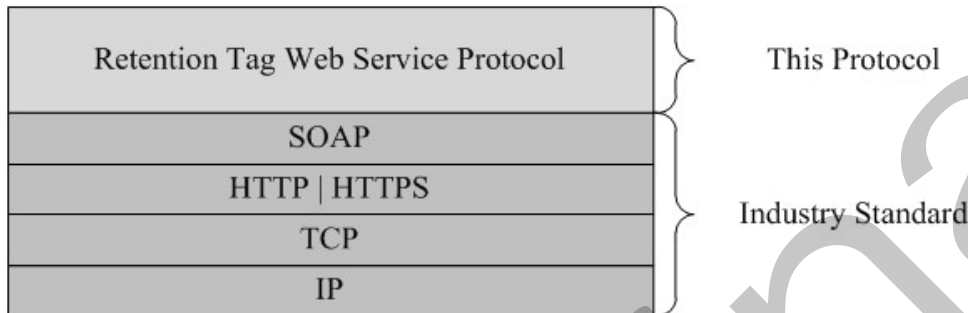 Retention Tag Web Service Protocol
This Protocol
SOAP
HTTP | HTTPS
TCP
IP
Industry Standard